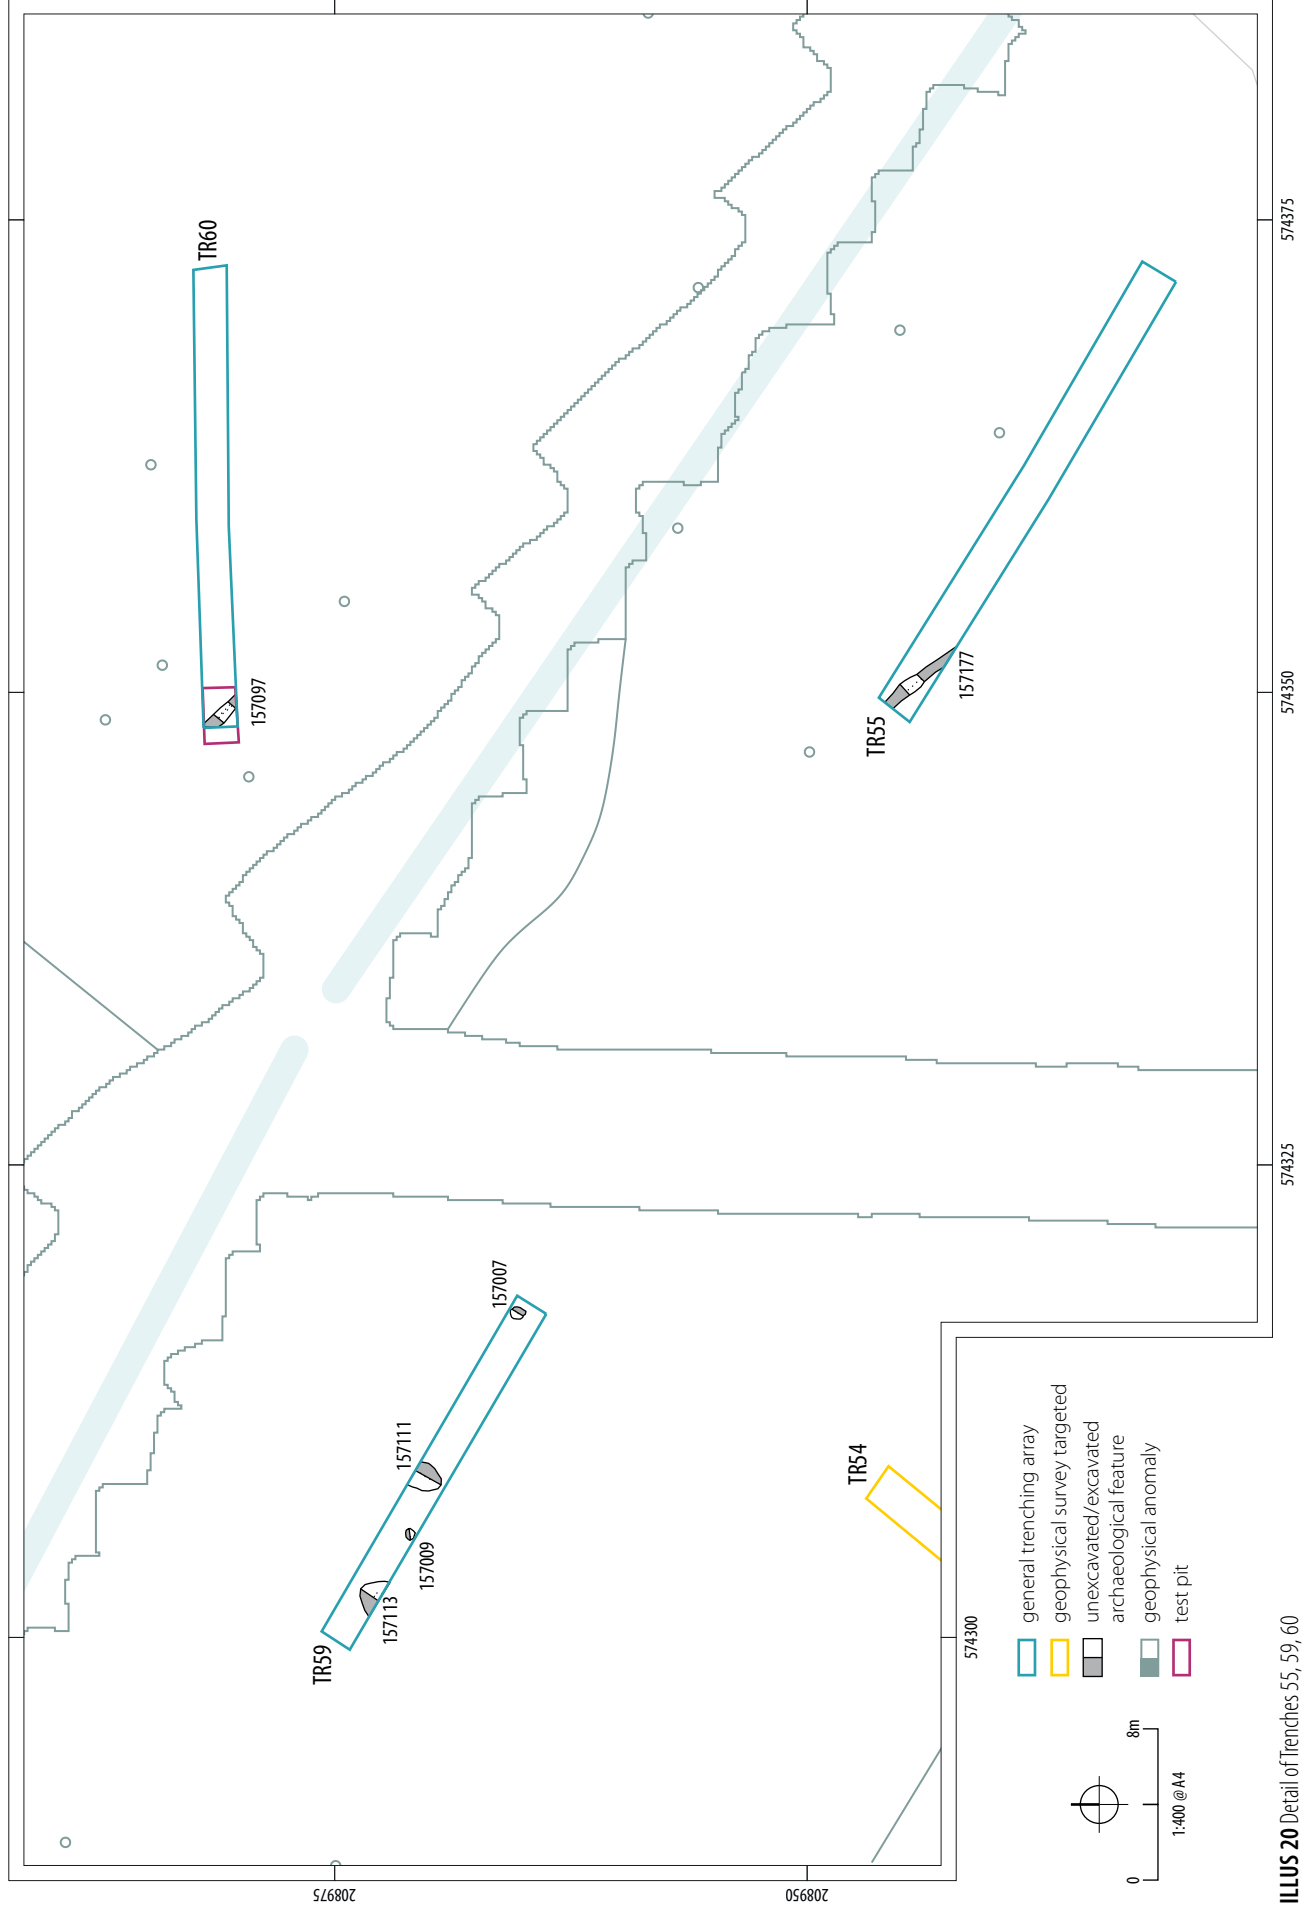 TR60
157097
TR55
157177
157007
157111
157009
157113
TR59
TR54
208975
208950
574300
574325
574350
574375
general trenching array
geophysical survey targeted
unexcavated/excavated
archaeological feature
geophysical anomaly
test pit
0 8m
1:400 @ A4
ILLUS 20 Detail of Trenches 55, 59, 60